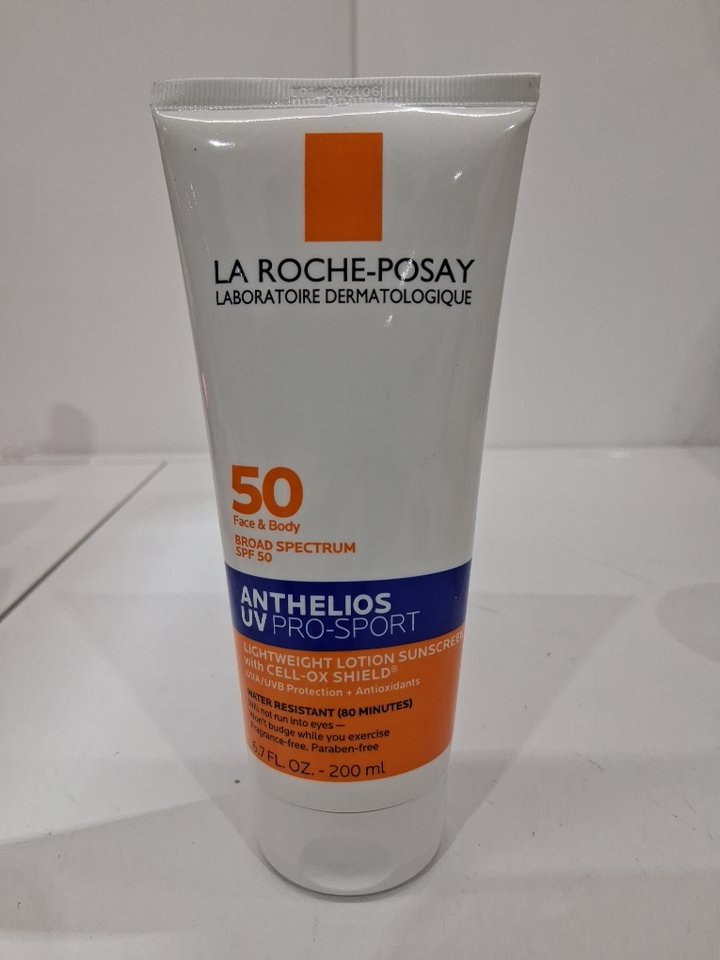 LA ROCHE-POSAY
LABORATOIRE DERMATOLOGIQUE
50
Face & Body
BROAD SPECTRUM
SPF 50
ANTHELIOS
UV PRO-SPORT
LIGHTWEIGHT LOTION SUNSCREEN
with CELL-OX SHIELD®
UVA/UVB Protection + Antioxidants
WATER RESISTANT (80 MINUTES)
Will not run into eyes —
Won't budge while you exercise
Fragrance-free. Paraben-free
6.7 FL. OZ. - 200 ml